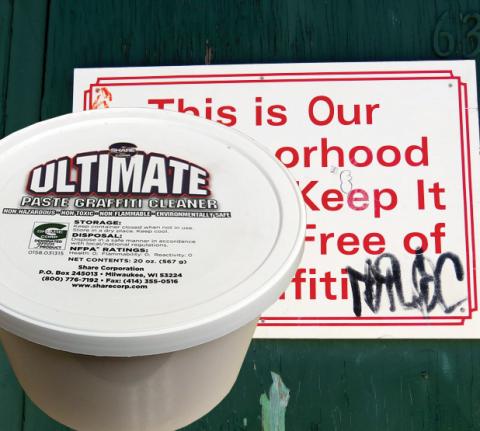 63
This is Our
orhood
Keep It
Free of
ffiti
SHARE
ULTIMATE
PASTE GRAFFITI CLEANER
NON HAZARDOUS • NON TOXIC • NON FLAMMABLE • ENVIRONMENTALLY SAFE
STORAGE:
Keep container closed when not in use.
Store in a dry place. Keep cool.
DISPOSAL:
Dispose in a safe manner in accordance
with local/national regulations.
NFPA RATINGS:
Health: 0; Flammability: 0; Reactivity: 0
NET CONTENTS: 20 oz. (567 g)
0158.031315
Share Corporation
P.O. Box 245013 • Milwaukee, WI 53224
(800) 776-7192 • Fax: (414) 355-0516
www.sharecorp.com